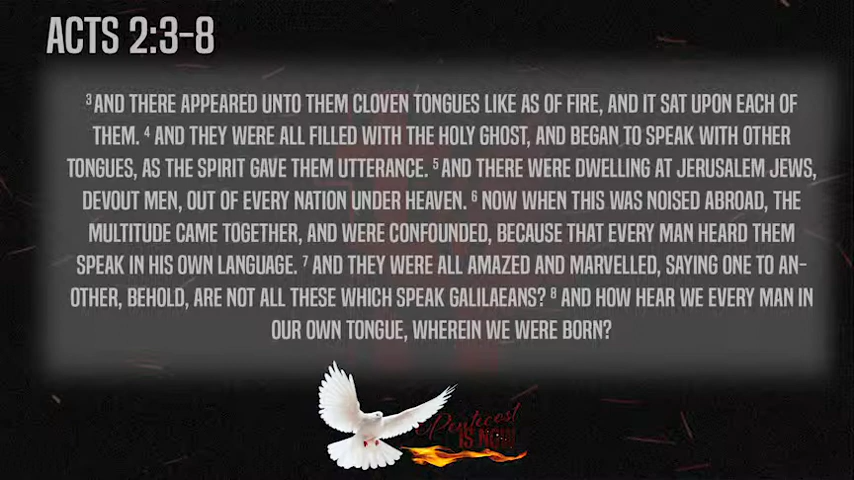 ACTS 2:3-8
3 AND THERE APPEARED UNTO THEM CLOVEN TONGUES LIKE AS OF FIRE, AND IT SAT UPON EACH OF
THEM. 4 AND THEY WERE ALL FILLED WITH THE HOLY GHOST, AND BEGAN TO SPEAK WITH OTHER
TONGUES, AS THE SPIRIT GAVE THEM UTTERANCE. 5 AND THERE WERE DWELLING AT JERUSALEM JEWS,
DEVOUT MEN, OUT OF EVERY NATION UNDER HEAVEN. 6 NOW WHEN THIS WAS NOISED ABROAD, THE
MULTITUDE CAME TOGETHER, AND WERE CONFOUNDED, BECAUSE THAT EVERY MAN HEARD THEM
SPEAK IN HIS OWN LANGUAGE. 7 AND THEY WERE ALL AMAZED AND MARVELLED, SAYING ONE TO AN-
OTHER, BEHOLD, ARE NOT ALL THESE WHICH SPEAK GALILAEANS? 8 AND HOW HEAR WE EVERY MAN IN
OUR OWN TONGUE, WHEREIN WE WERE BORN?
Pentecost
IS NOW